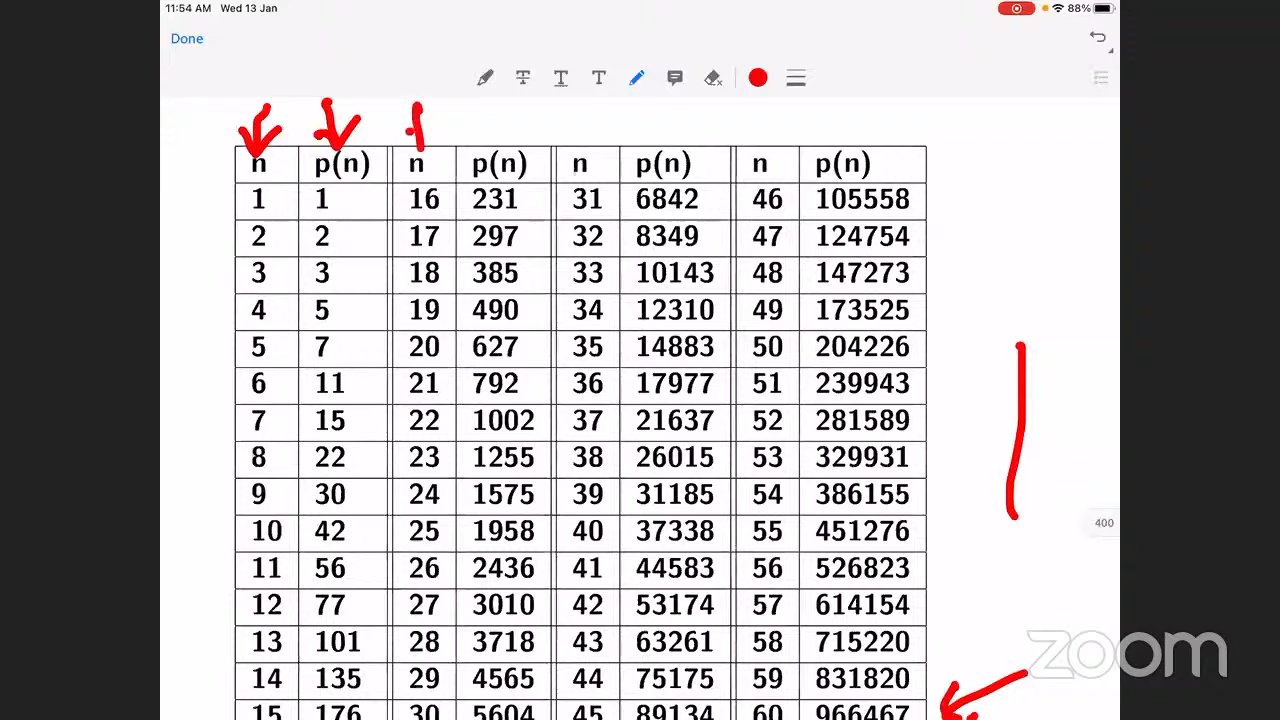 11:54 AM Wed 13 Jan 88%
Done
n p(n) n p(n) n p(n) n p(n)
1 1 16 231 31 6842 46 105558
2 2 17 297 32 8349 47 124754
3 3 18 385 33 10143 48 147273
4 5 19 490 34 12310 49 173525
5 7 20 627 35 14883 50 204226
6 11 21 792 36 17977 51 239943
7 15 22 1002 37 21637 52 281589
8 22 23 1255 38 26015 53 329931
9 30 24 1575 39 31185 54 386155
10 42 25 1958 40 37338 55 451276
400
11 56 26 2436 41 44583 56 526823
12 77 27 3010 42 53174 57 614154
13 101 28 3718 43 63261 58 715220
14 135 29 4565 44 75175 59 831820
15 176 30 5604 45 89134 60 966467
zoom